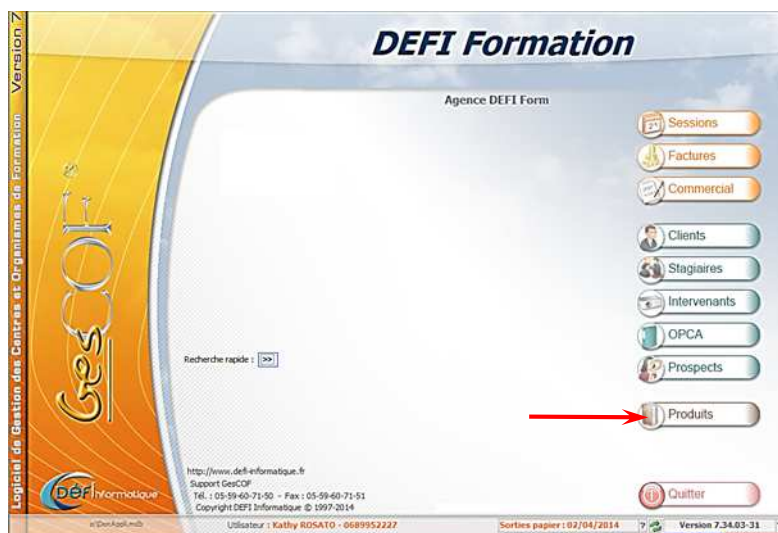 DEFI Formation
Agence DEFI Form
Sessions
Factures
Commercial
Clients
Stagiaires
Intervenants
OPCA
Prospects
Produits
Quitter
Recherche rapide : >>
http://www.defi-informatique.fr
Support GesCOF
Tél. : 05-59-60-71-50 - Fax : 05-59-60-71-51
Copyright DEFI Informatique © 1997-2014
Logiciel de Gestion des Centres et Organismes de Formation Version 7
GesCOF®
DÉFI Informatique
Utilisateur : Kathy ROSATO - 0689952227
Sorties papier : 02/04/2014
?
Version 7.34.03-31